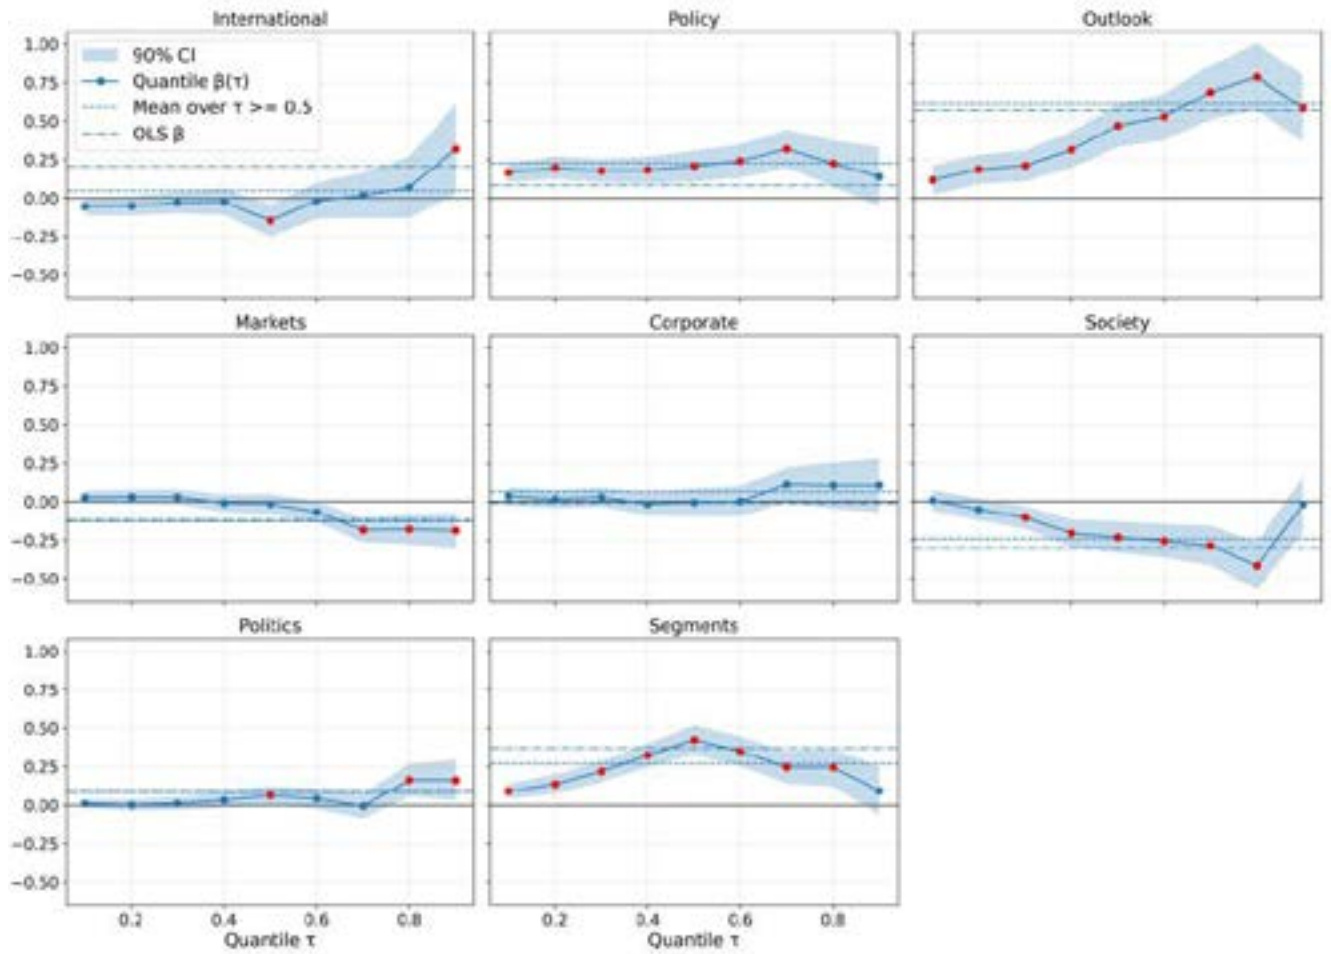 International
1.00
0.75
0.50
0.25
0.00
−0.25
−0.50
90% CI
Quantile β(τ)
Mean over τ >= 0.5
OLS β
Policy
Outlook
Markets
1.00
0.75
0.50
0.25
0.00
−0.25
−0.50
Corporate
Society
Politics
1.00
0.75
0.50
0.25
0.00
−0.25
−0.50
0.2 0.4 0.6 0.8
Quantile τ
Segments
0.2 0.4 0.6 0.8
Quantile τ